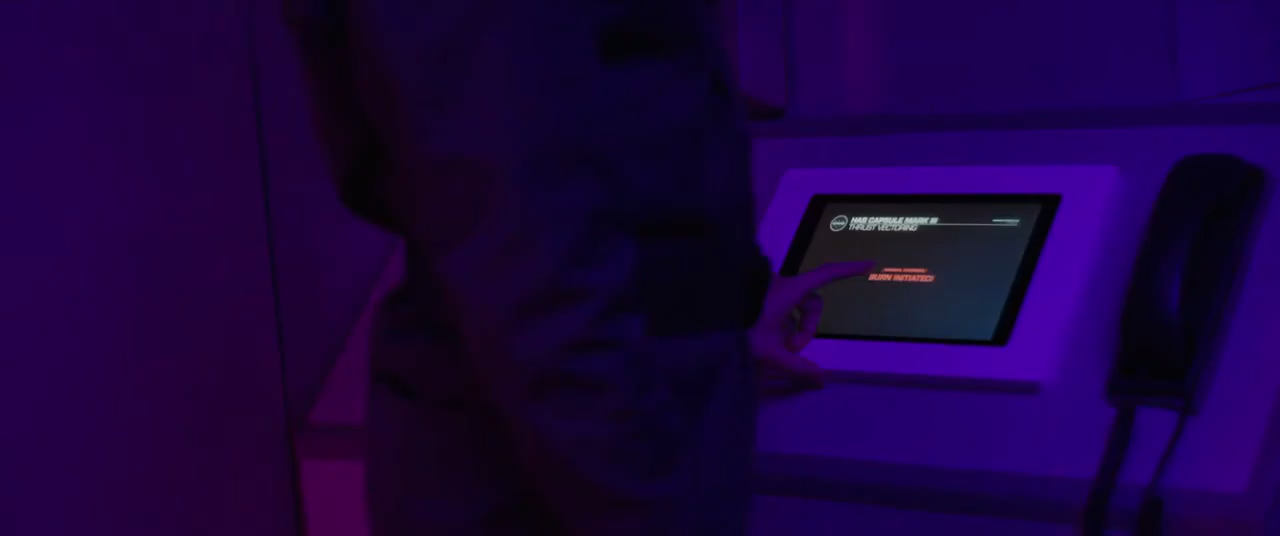 HAB CAPSULE MARK III
THRUST VECTORING
BURN INITIATED!